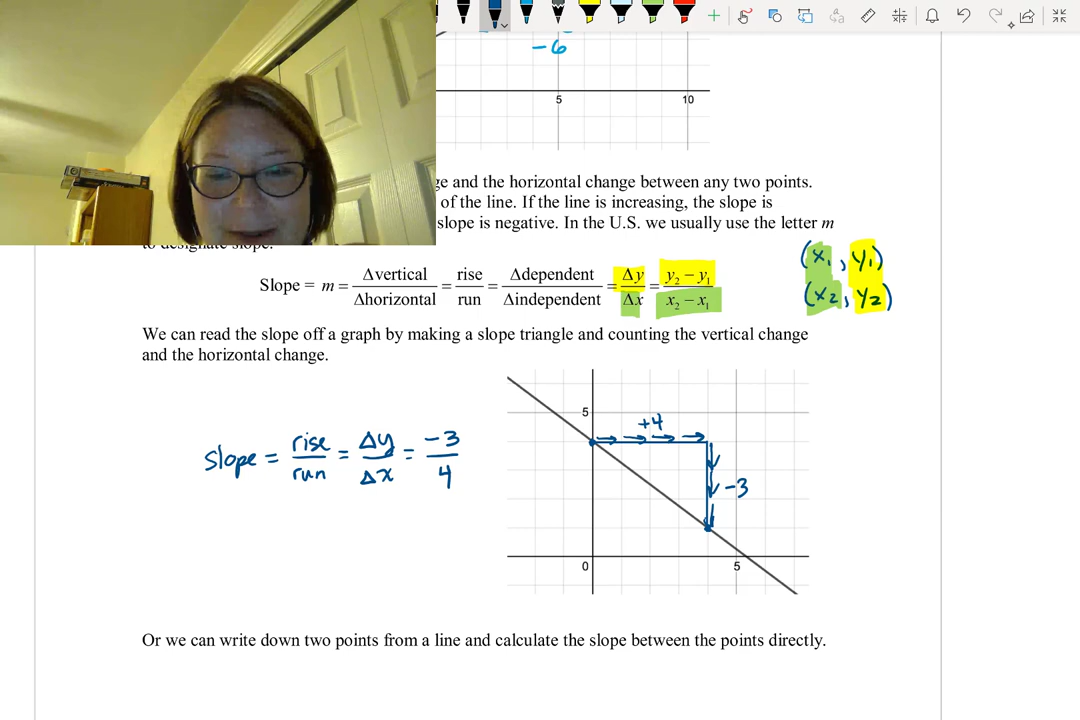 -6
5 10
ge and the horizontal change between any two points.
of the line. If the line is increasing, the slope is
slope is negative. In the U.S. we usually use the letter m
to designate slope.
(x₁, y₁)
(x₂, y₂)
Slope = m = Δvertical/Δhorizontal = rise/run = Δdependent/Δindependent = Δy/Δx = y₂ − y₁/x₂ − x₁
We can read the slope off a graph by making a slope triangle and counting the vertical change
and the horizontal change.
5
+4
slope = rise/run = Δy/Δx = -3/4
-3
0 5
Or we can write down two points from a line and calculate the slope between the points directly.